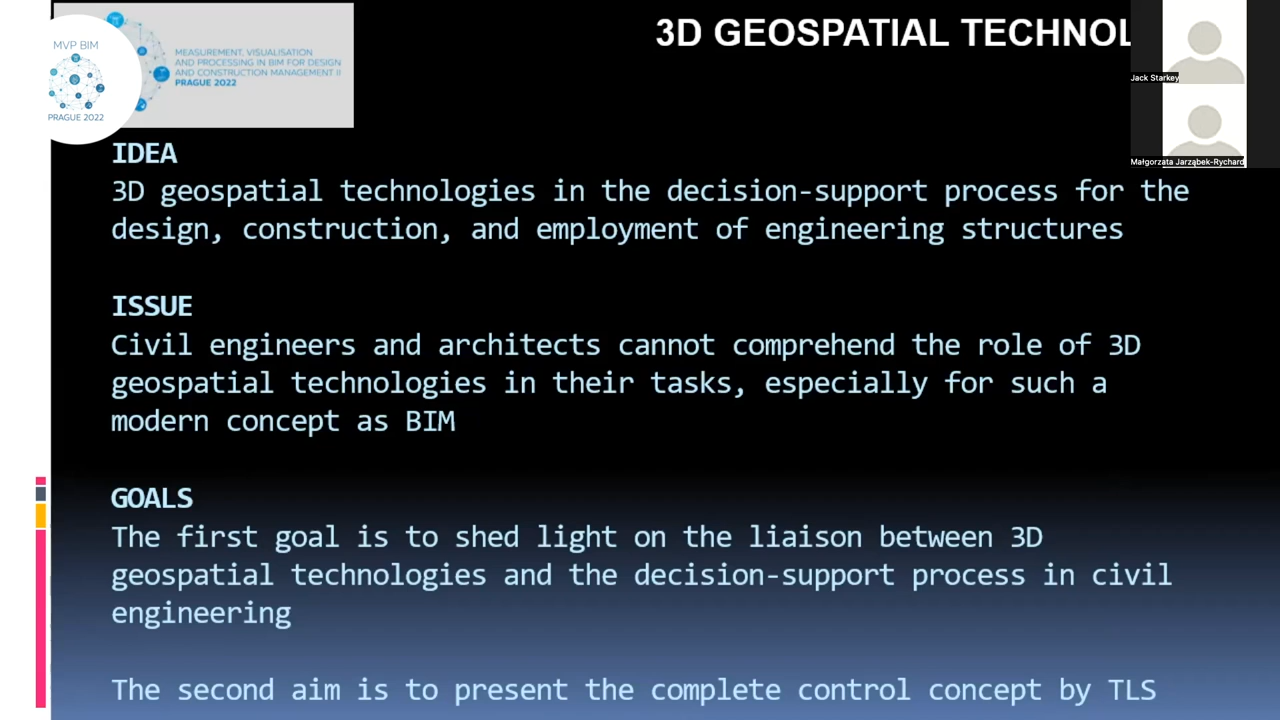 3D GEOSPATIAL TECHNOL
MVP BIM
PRAGUE 2022
MEASUREMENT, VISUALISATION
AND PROCESSING IN BIM FOR DESIGN
AND CONSTRUCTION MANAGEMENT II
PRAGUE 2022
Jack Starkey
Małgorzata Jarząbek-Rychard
IDEA
3D geospatial technologies in the decision-support process for the
design, construction, and employment of engineering structures
ISSUE
Civil engineers and architects cannot comprehend the role of 3D
geospatial technologies in their tasks, especially for such a
modern concept as BIM
GOALS
The first goal is to shed light on the liaison between 3D
geospatial technologies and the decision-support process in civil
engineering
The second aim is to present the complete control concept by TLS